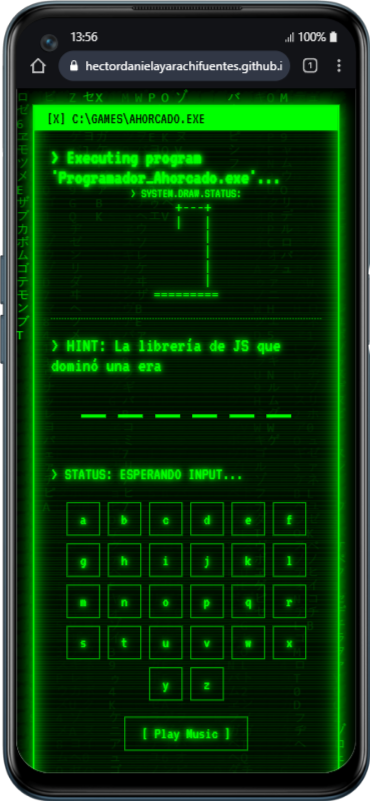 13:56
100%
hectordanielayarachifuentes.github.i
1
[X] C:\GAMES\AHORCADO.EXE
❯ Executing program
'Programador_Ahorcado.exe'...
❯ SYSTEM.DRAW.STATUS:
+---+
|   |
    |
    |
    |
    |
=========
❯ HINT: La librería de JS que
dominó una era
_ _ _ _ _ _
❯ STATUS: ESPERANDO INPUT...
a b c d e f
g h i j k l
m n o p q r
s t u v w x
y z
[ Play Music ]